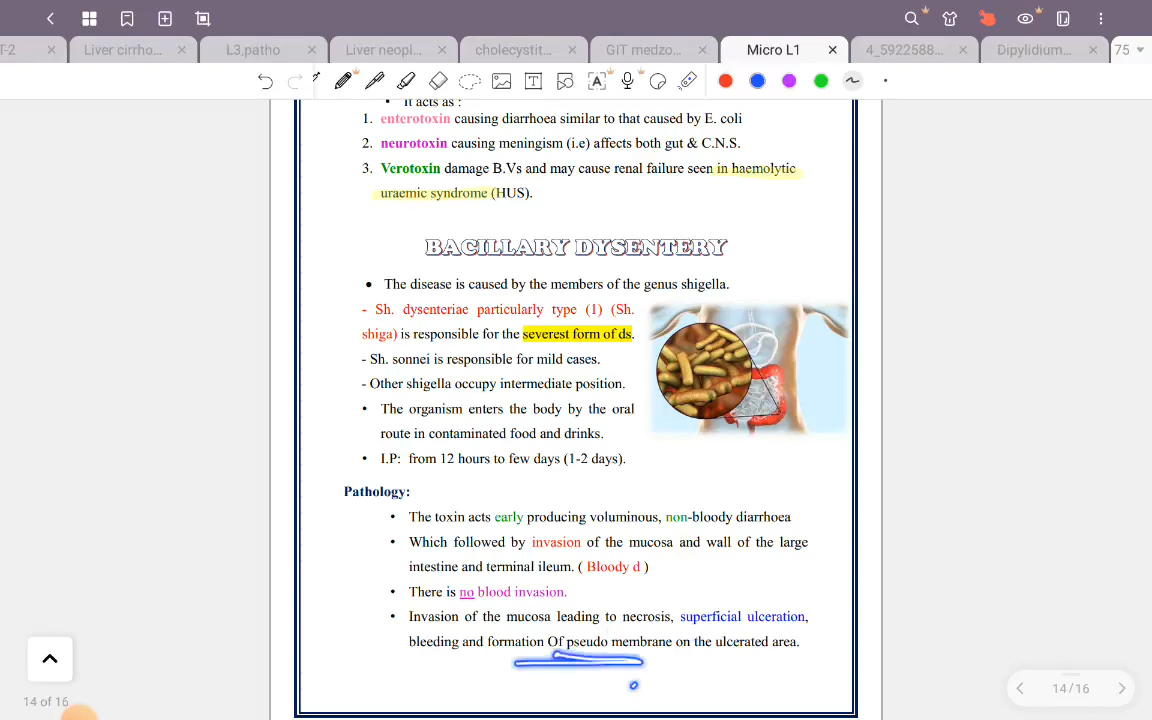 T-2
Liver cirrho...
L3,patho
Liver neopl...
cholecystit...
GIT medzo...
Micro L1
4_5922588...
Dipylidium...
75
• It acts as :
1. enterotoxin causing diarrhoea similar to that caused by E. coli
2. neurotoxin causing meningism (i.e) affects both gut & C.N.S.
3. Verotoxin damage B.Vs and may cause renal failure seen in haemolytic
uraemic syndrome (HUS).
BACILLARY DYSENTERY
• The disease is caused by the members of the genus shigella.
- Sh. dysenteriae particularly type (1) (Sh.
shiga) is responsible for the severest form of ds.
- Sh. sonnei is responsible for mild cases.
- Other shigella occupy intermediate position.
• The organism enters the body by the oral
route in contaminated food and drinks.
• I.P: from 12 hours to few days (1-2 days).
Pathology:
• The toxin acts early producing voluminous, non-bloody diarrhoea
• Which followed by invasion of the mucosa and wall of the large
intestine and terminal ileum. ( Bloody d )
• There is no blood invasion.
• Invasion of the mucosa leading to necrosis, superficial ulceration,
bleeding and formation Of pseudo membrane on the ulcerated area.
14 of 16
14/16